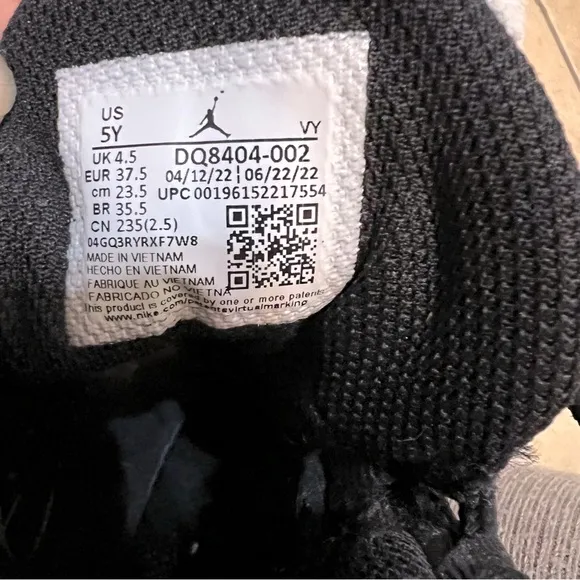 US
5Y
VY
UK 4.5 DQ8404-002
EUR 37.5 04/12/22 | 06/22/22
cm 23.5 UPC 00196152217554
BR 35.5
CN 235(2.5)
04GQ3RYRXF7W8
MADE IN VIETNAM
HECHO EN VIETNAM
FABRIQUE AU VIETNAM
FABRICADO NO VIETNA
This product is covered by one or more patents
www.nike.com/patentsvirtualmarking